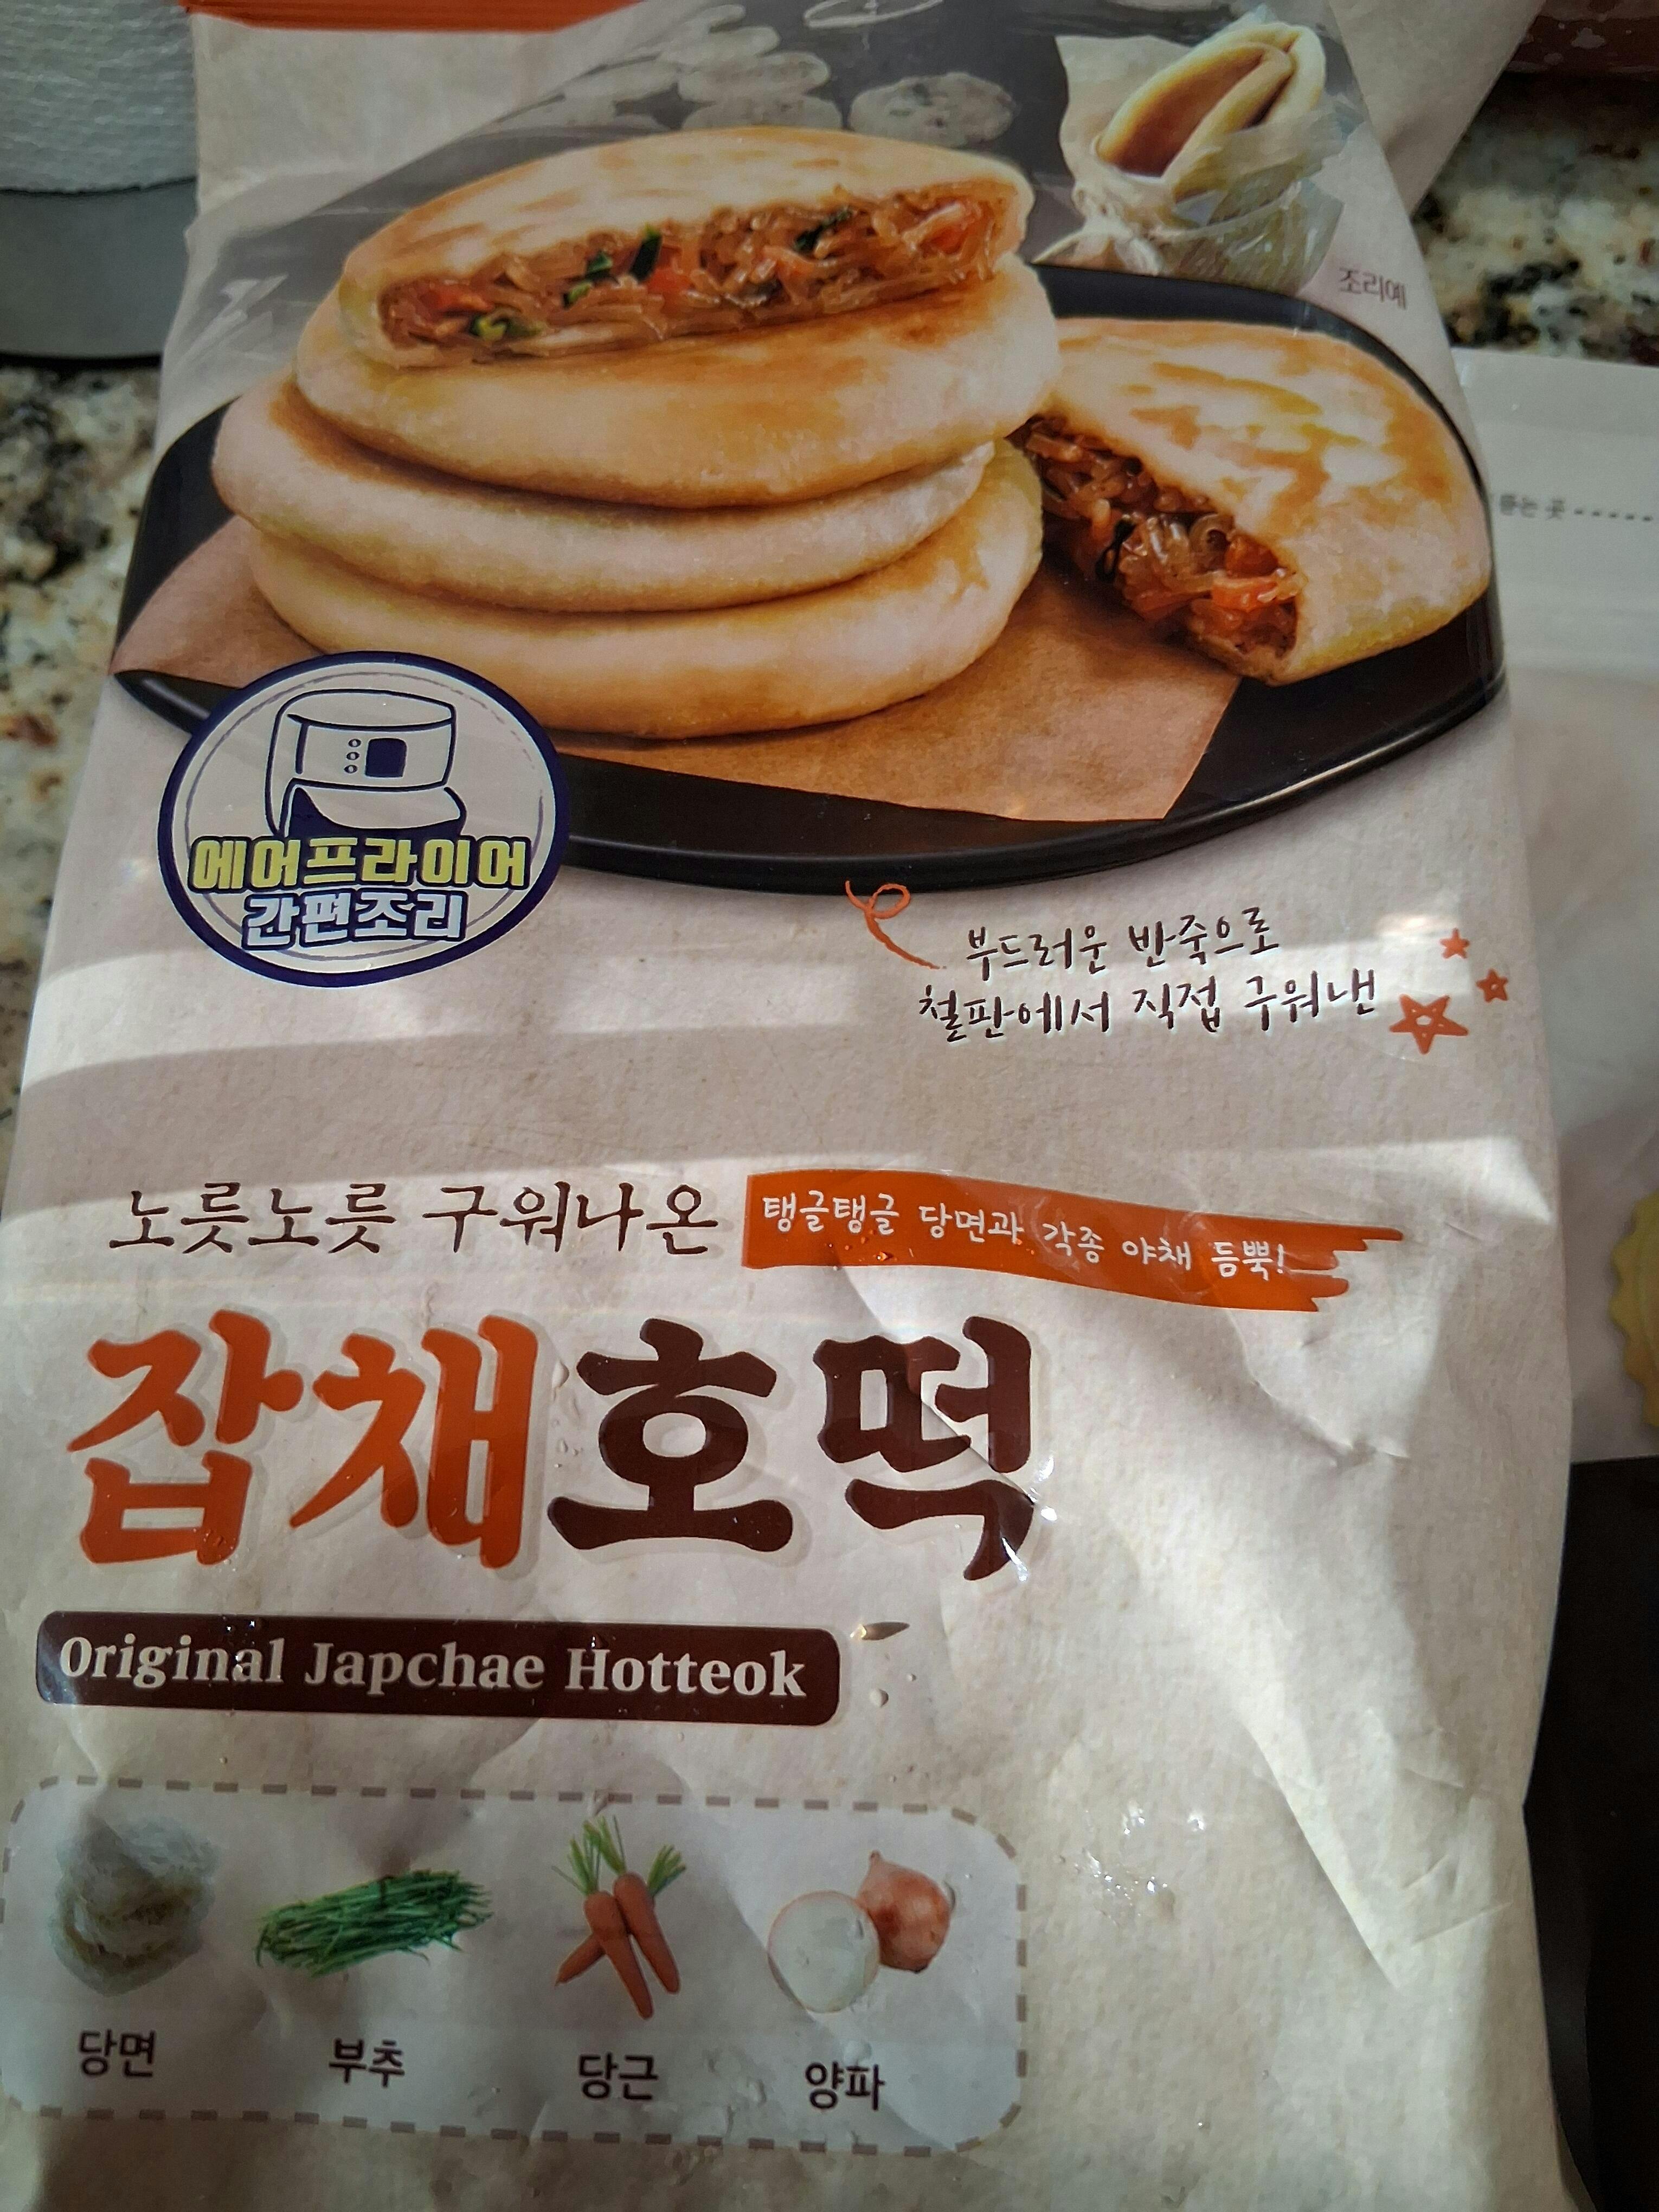 조리예
뜯는 곳
에어프라이어
간편조리
부드러운 반죽으로
철판에서 직접 구워낸
노릇노릇 구워나온
탱글탱글 당면과 각종 야채 듬뿍!
잡채호떡
Original Japchae Hotteok
당면
부추
당근
양파